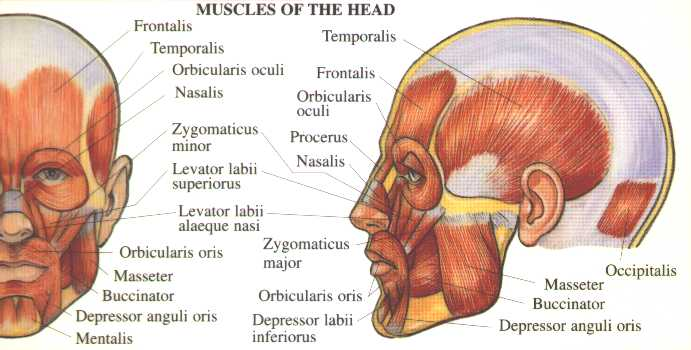 MUSCLES OF THE HEAD
Frontalis
Temporalis
Orbicularis oculi
Nasalis
Zygomaticus
minor
Levator labii
superiorus
Levator labii
alaeque nasi
Orbicularis oris
Masseter
Buccinator
Depressor anguli oris
Mentalis
Temporalis
Frontalis
Orbicularis
oculi
Procerus
Nasalis
Zygomaticus
major
Orbicularis oris
Depressor labii
inferiorus
Occipitalis
Masseter
Buccinator
Depressor anguli oris